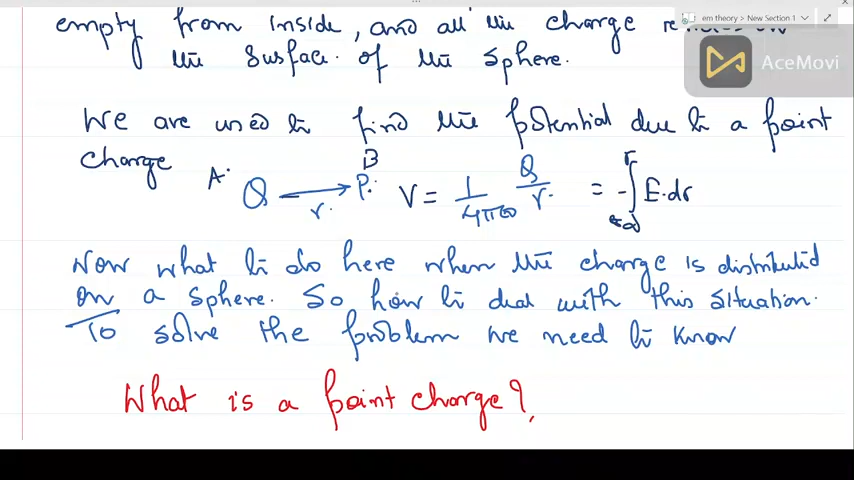 em theory > New Section 1
AceMovi
empty from inside, and all the charge on
the surface of the sphere.
We are used to find the potential due to a point
charge
A. Q → P. B r. V = 1/4π∈0 Q/r. = -∫ E.dr
Now what to do here when the charge is distributed
on a sphere. So how to deal with this situation.
To solve the problem we need to know
What is a point charge?